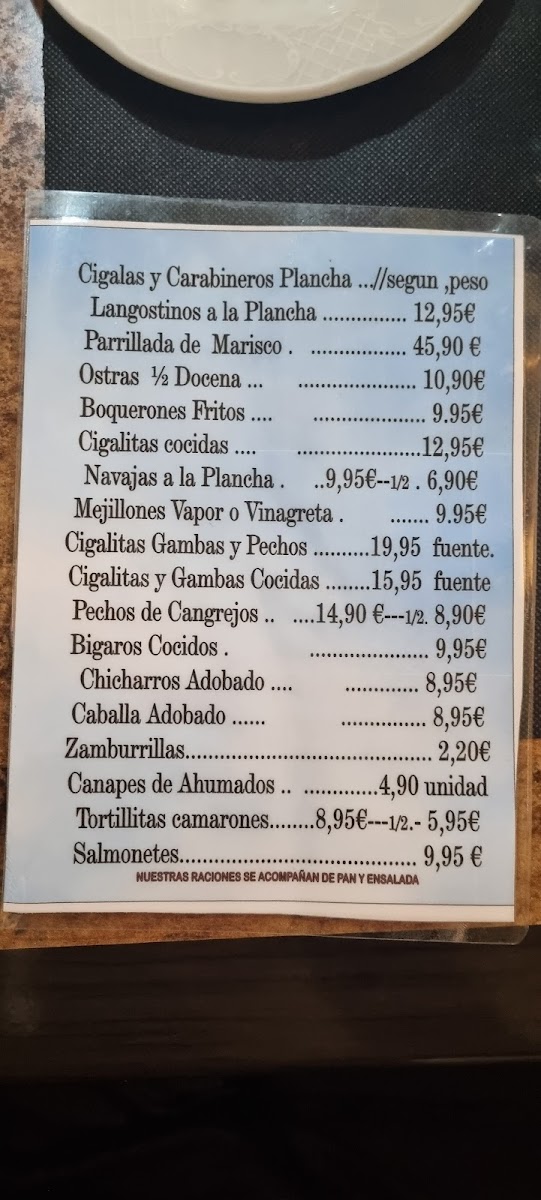 Cigalas y Carabineros Plancha ...//segun ,peso
Langostinos a la Plancha ................ 12,95€
Parrillada de Marisco . .................. 45,90 €
Ostras ½ Docena ... ...................... 10,90€
Boquerones Fritos .... ..................... 9.95€
Cigalitas cocidas .... .......................12,95€
Navajas a la Plancha . ..9,95€--1/2 . 6,90€
Mejillones Vapor o Vinagreta . ....... 9.95€
Cigalitas Gambas y Pechos ..........19,95 fuente.
Cigalitas y Gambas Cocidas ........15,95 fuente
Pechos de Cangrejos .. ....14,90 €---1/2. 8,90€
Bigaros Cocidos . ...................... 9,95€
Chicharros Adobado .... ............. 8,95€
Caballa Adobado ...... ................ 8,95€
Zamburrillas.......................................... 2,20€
Canapes de Ahumados .. .............4,90 unidad
Tortillitas camarones........8,95€---1/2.- 5,95€
Salmonetes......................................... 9,95 €
NUESTRAS RACIONES SE ACOMPAÑAN DE PAN Y ENSALADA